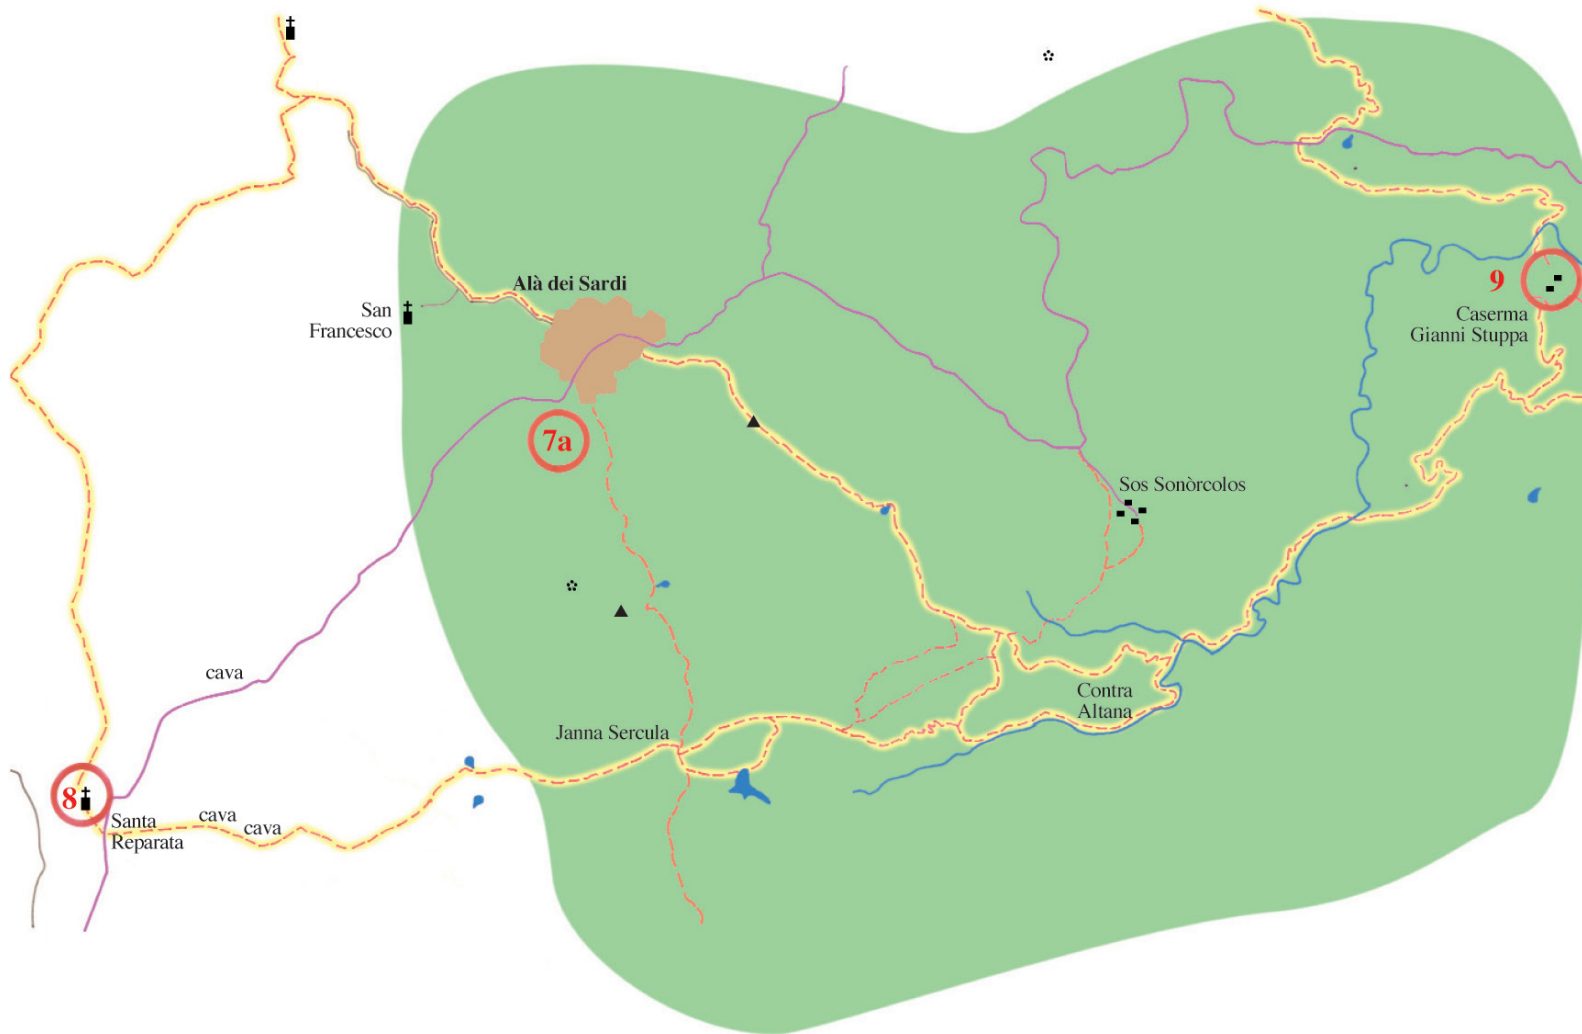 Alà dei Sardi
San
Francesco
9
Caserma
Gianni Stuppa
7a
Sos Sonòrcolos
cava
Contra
Altana
Janna Sercula
8
Santa
Reparata
cava
cava